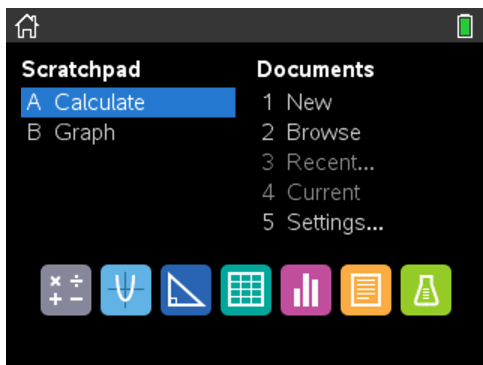 Scratchpad
A Calculate
B Graph
Documents
1 New
2 Browse
3 Recent...
4 Current
5 Settings...